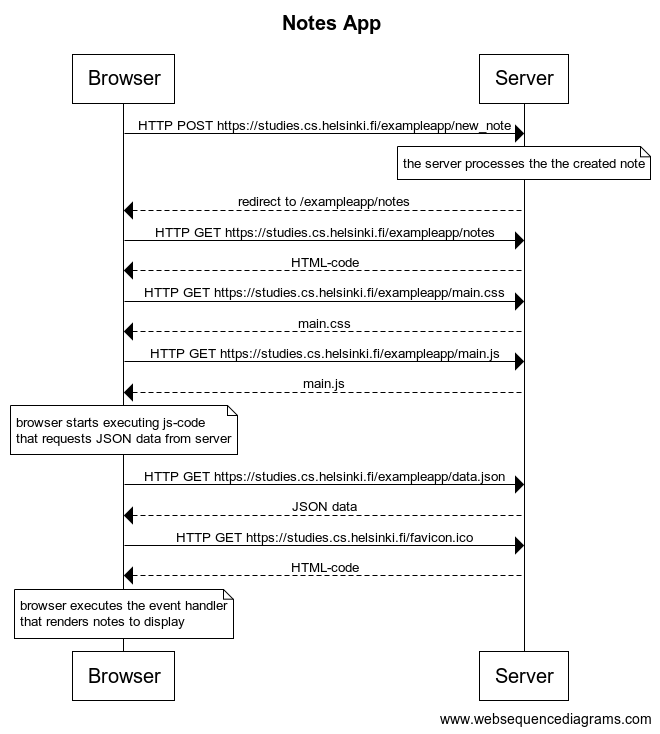 Notes App
Browser
Server
HTTP POST https://studies.cs.helsinki.fi/exampleapp/new_note
the server processes the the created note
redirect to /exampleapp/notes
HTTP GET https://studies.cs.helsinki.fi/exampleapp/notes
HTML-code
HTTP GET https://studies.cs.helsinki.fi/exampleapp/main.css
main.css
HTTP GET https://studies.cs.helsinki.fi/exampleapp/main.js
main.js
browser starts executing js-code
that requests JSON data from server
HTTP GET https://studies.cs.helsinki.fi/exampleapp/data.json
JSON data
HTTP GET https://studies.cs.helsinki.fi/favicon.ico
HTML-code
browser executes the event handler
that renders notes to display
Browser
Server
www.websequencediagrams.com